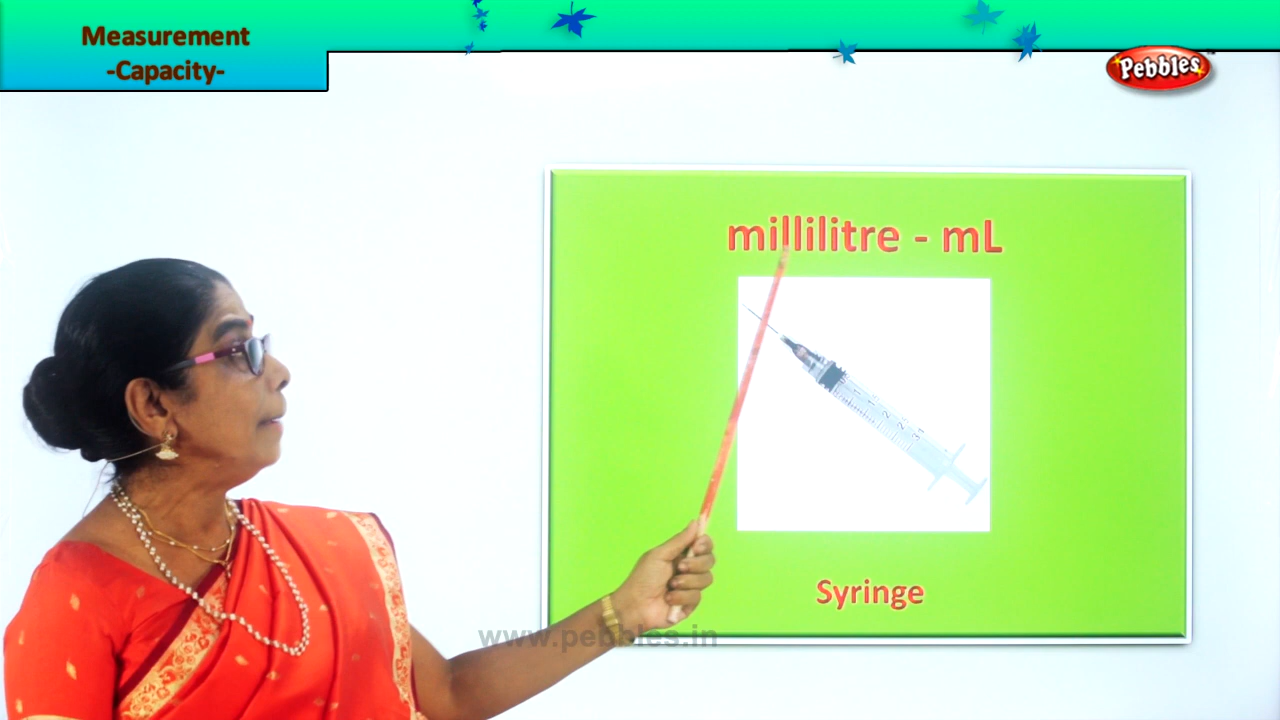 Measurement
-Capacity-
Pebbles
millilitre - mL
Syringe
www.pebbles.in